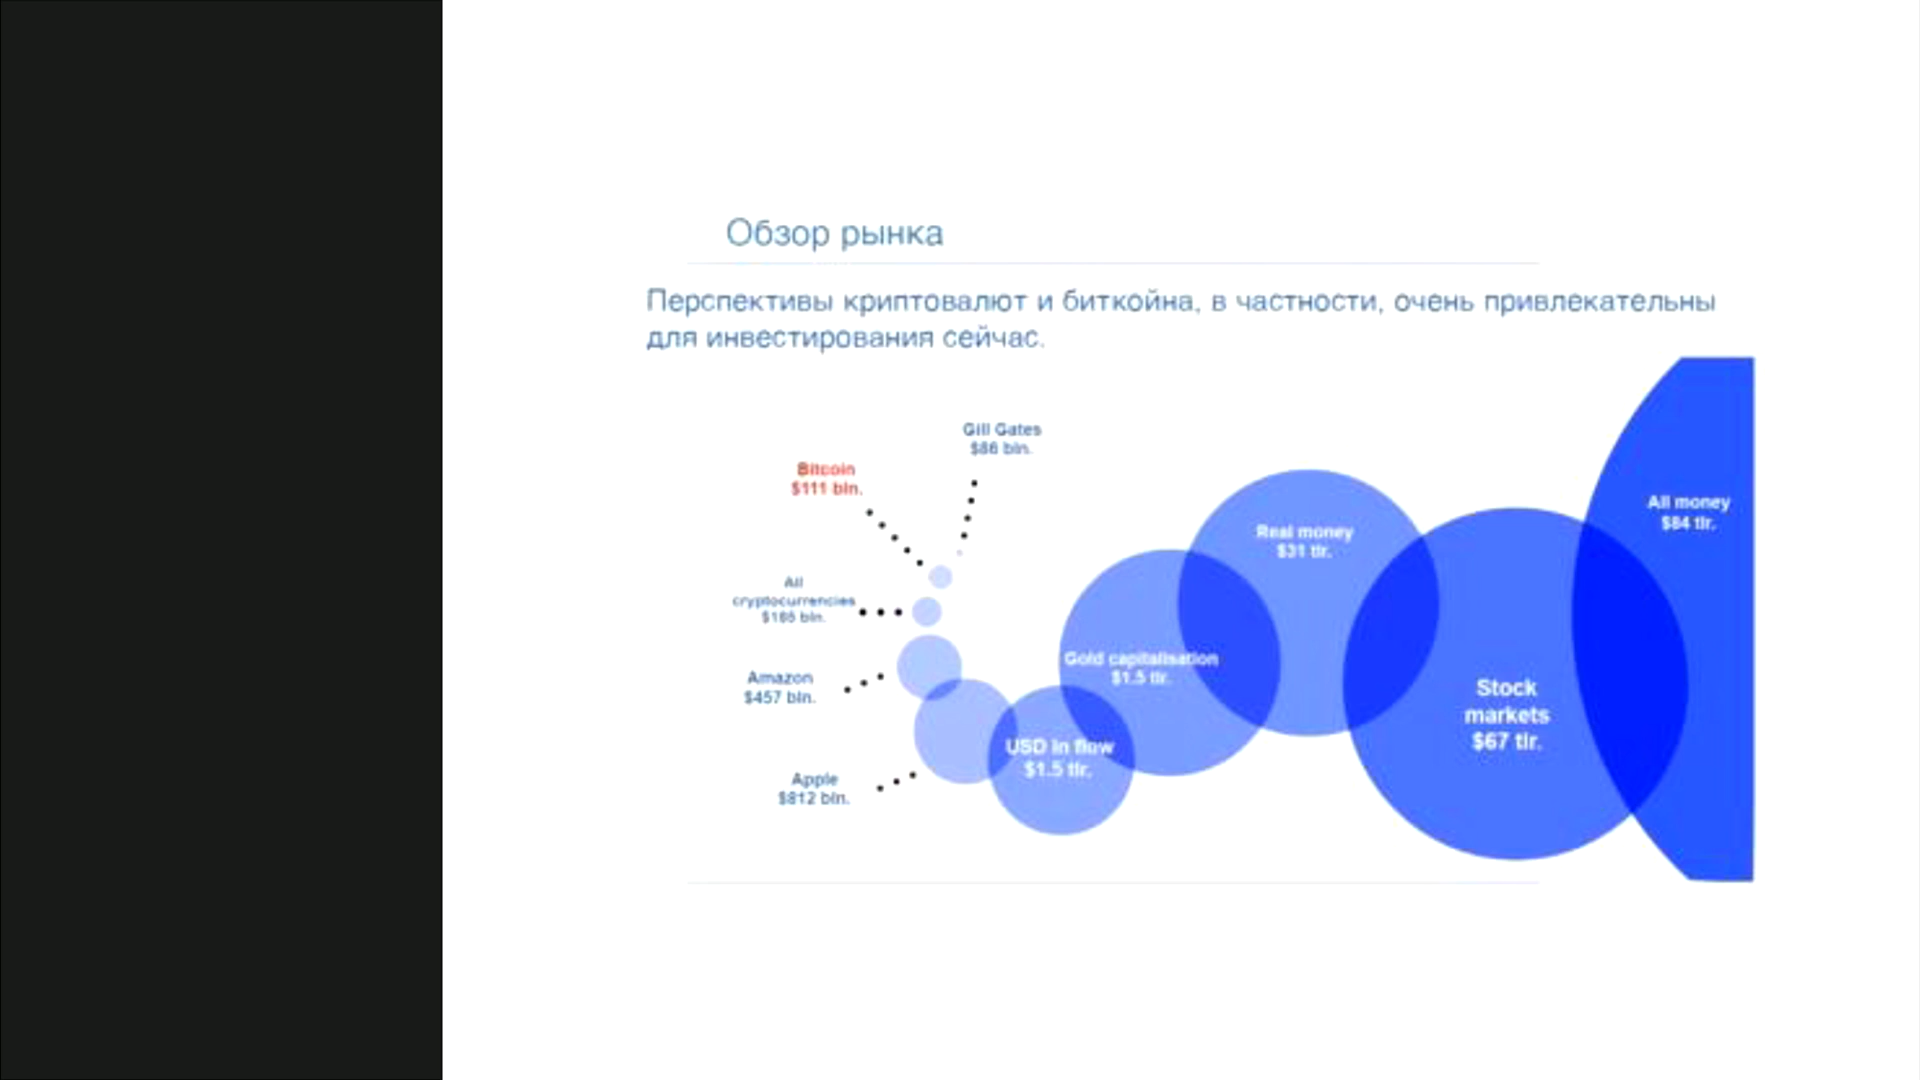 Обзор рынка
Перспективы криптовалют и биткойна, в частности, очень привлекательны
для инвестирования сейчас.
Gill Gates
$86 bln.
Bitcoin
$111 bln.
All
cryptocurrencies
$165 bln.
Amazon
$457 bln.
Apple
$812 bln.
USD in flow
$1.5 tlr.
Gold capitalisation
$1.5 tlr.
Real money
$31 tlr.
Stock
markets
$67 tlr.
All money
$84 tlr.